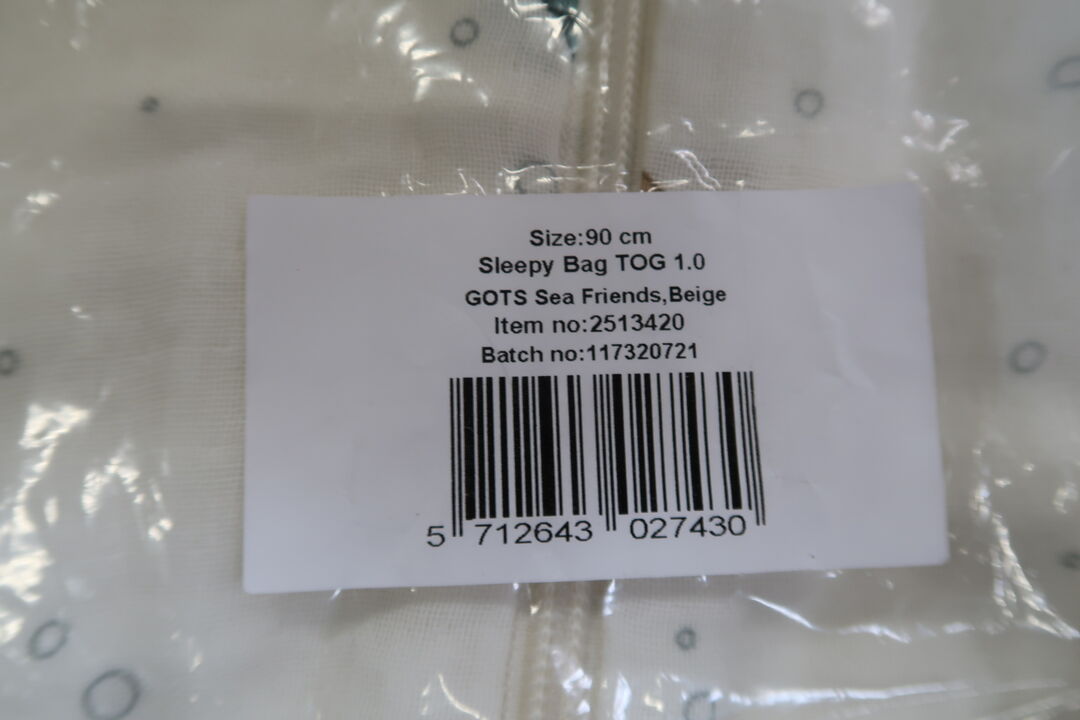 Size:90 cm
Sleepy Bag TOG 1.0
GOTS Sea Friends,Beige
Item no:2513420
Batch no:117320721
5 712643 027430